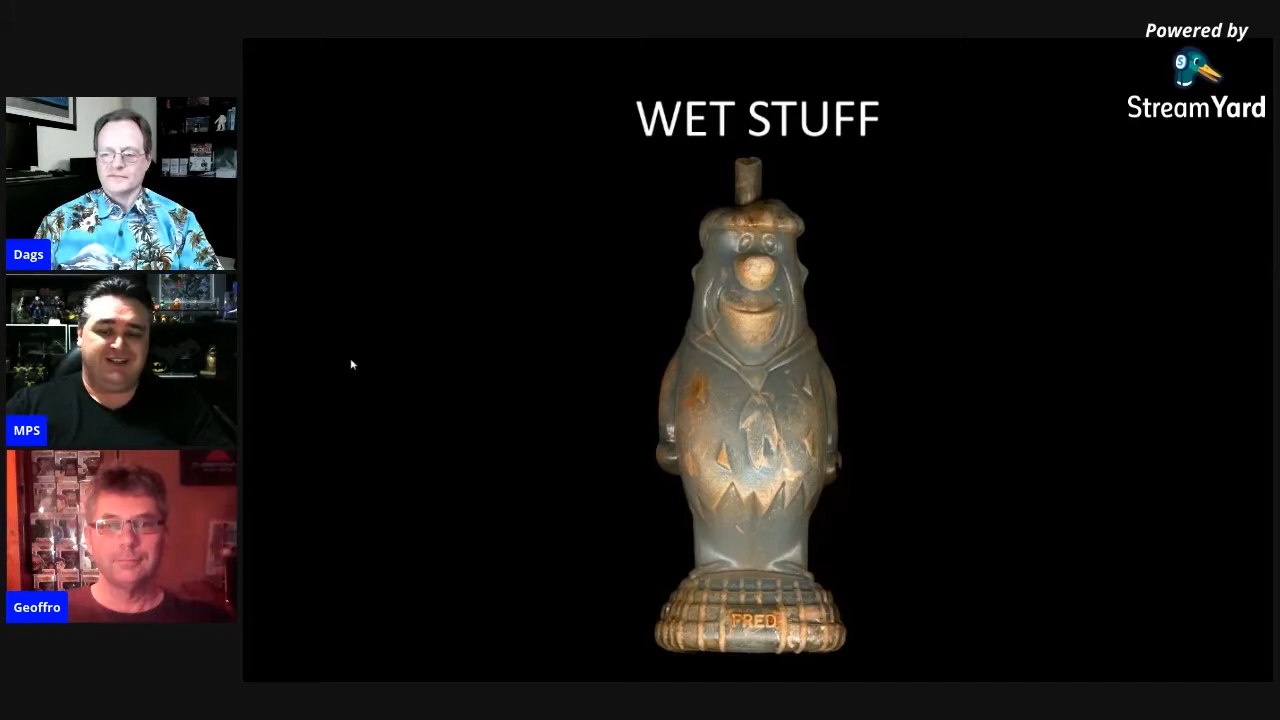 Powered by
StreamYard
WET STUFF
Dags
MPS
Geoffro
FRED